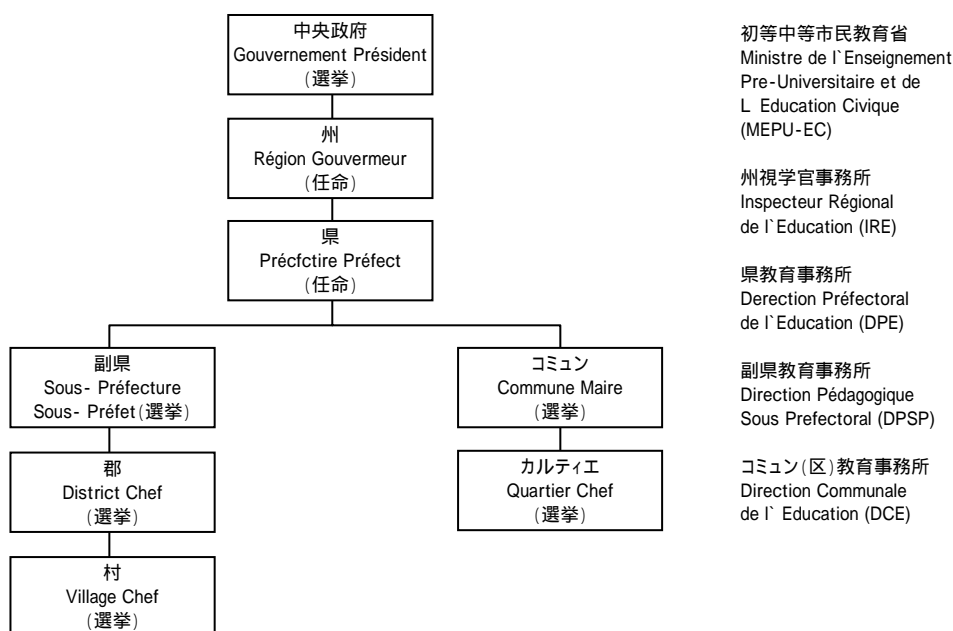 中央政府
Gouvernement Président
(選挙)
州
Région Gouvermeur
(任命)
県
Précfctire Préfect
(任命)
副県
Sous- Préfecture
Sous- Préfet(選挙)
郡
District Chef
(選挙)
村
Village Chef
(選挙)
コミュン
Commune Maire
(選挙)
カルティエ
Quartier Chef
(選挙)
初等中等市民教育省
Ministre de l`Enseignement
Pre-Universitaire et de
L Education Civique
(MEPU-EC)
州視学官事務所
Inspecteur Régional
de l`Education (IRE)
県教育事務所
Derection Préfectoral
de l`Education (DPE)
副県教育事務所
Direction Pédagogique
Sous Prefectoral (DPSP)
コミュン(区)教育事務所
Direction Communale
de l` Education (DCE)